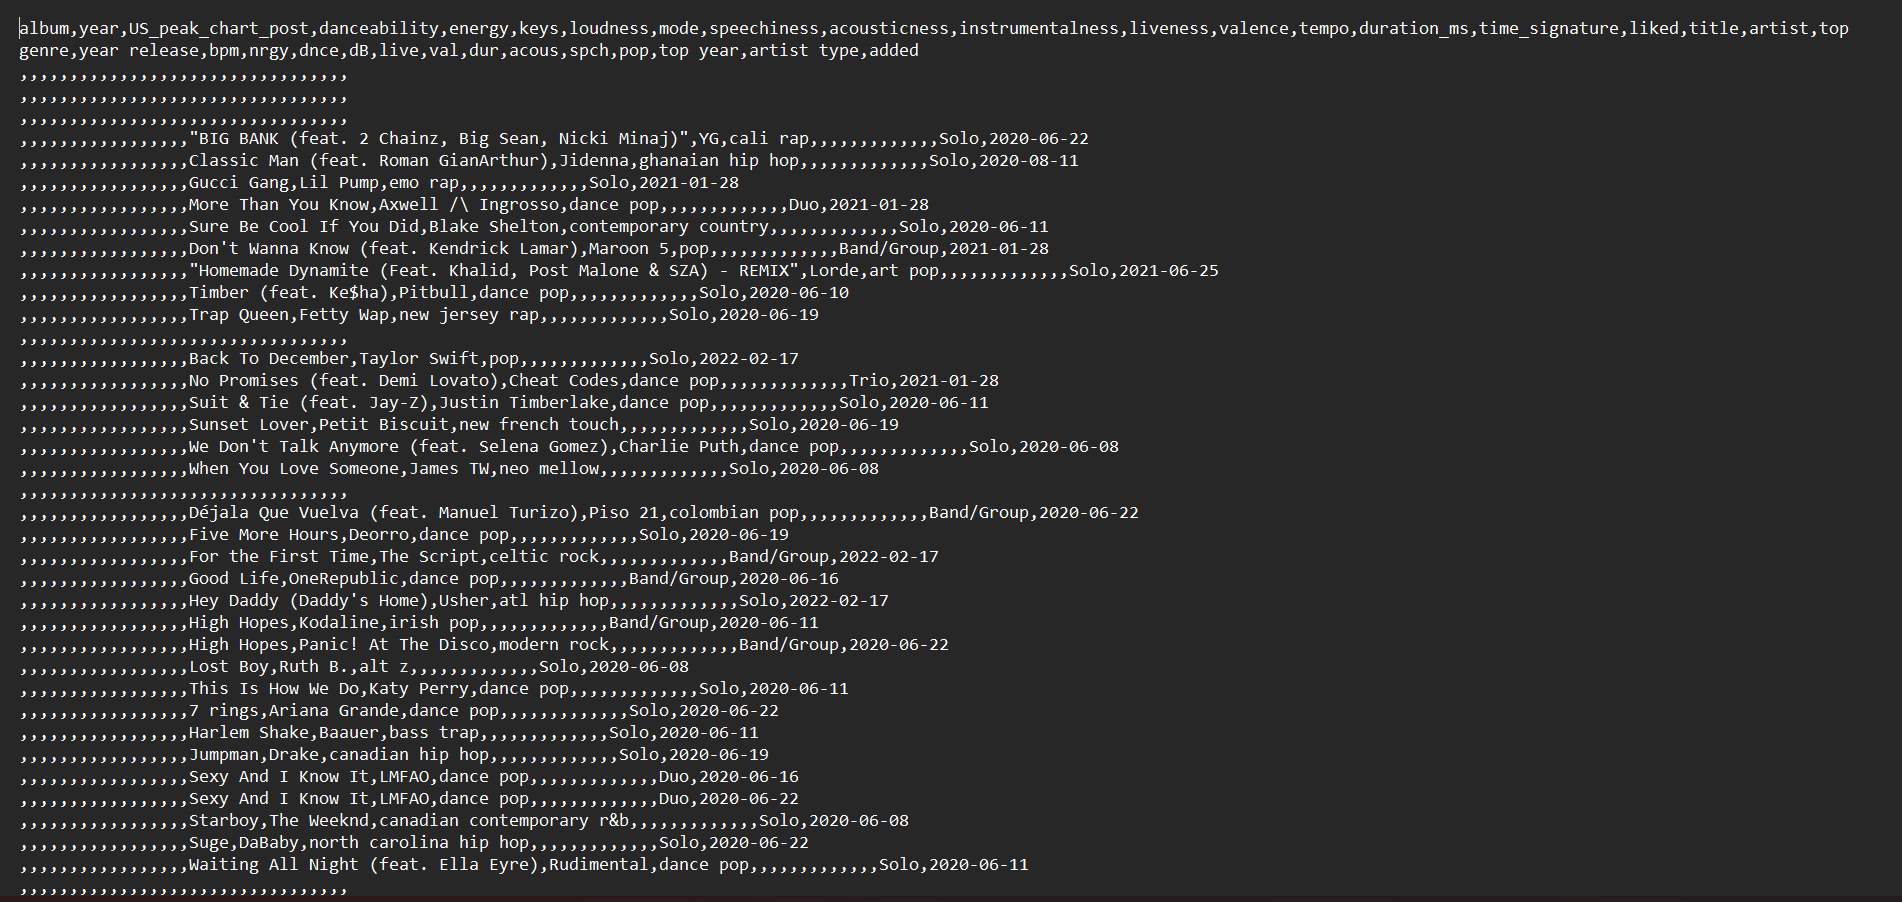 album,year,US_peak_chart_post,danceability,energy,keys,loudness,mode,speechiness,acousticness,instrumentalness,liveness,valence,tempo,duration_ms,time_signature,liked,title,artist,top
genre,year release,bpm,nrgy,dnce,dB,live,val,dur,acous,spch,pop,top year,artist type,added
,,,,,,,,,,,,,,,,,,,,,,,,,,,,,,,,,
,,,,,,,,,,,,,,,,,,,,,,,,,,,,,,,,,
,,,,,,,,,,,,,,,,,,,,,,,,,,,,,,,,,
,,,,,,,,,,,,,,,,,"BIG BANK (feat. 2 Chainz, Big Sean, Nicki Minaj)",YG,cali rap,,,,,,,,,,,,,Solo,2020-06-22
,,,,,,,,,,,,,,,,,Classic Man (feat. Roman GianArthur),Jidenna,ghanaian hip hop,,,,,,,,,,,,,Solo,2020-08-11
,,,,,,,,,,,,,,,,,Gucci Gang,Lil Pump,emo rap,,,,,,,,,,,,,Solo,2021-01-28
,,,,,,,,,,,,,,,,,More Than You Know,Axwell /\ Ingrosso,dance pop,,,,,,,,,,,,,Duo,2021-01-28
,,,,,,,,,,,,,,,,,Sure Be Cool If You Did,Blake Shelton,contemporary country,,,,,,,,,,,,,Solo,2020-06-11
,,,,,,,,,,,,,,,,,Don't Wanna Know (feat. Kendrick Lamar),Maroon 5,pop,,,,,,,,,,,,,Band/Group,2021-01-28
,,,,,,,,,,,,,,,,,"Homemade Dynamite (Feat. Khalid, Post Malone & SZA) - REMIX",Lorde,art pop,,,,,,,,,,,,,Solo,2021-06-25
,,,,,,,,,,,,,,,,,Timber (feat. Ke$ha),Pitbull,dance pop,,,,,,,,,,,,,Solo,2020-06-10
,,,,,,,,,,,,,,,,,Trap Queen,Fetty Wap,new jersey rap,,,,,,,,,,,,,Solo,2020-06-19
,,,,,,,,,,,,,,,,,,,,,,,,,,,,,,,,,
,,,,,,,,,,,,,,,,,Back To December,Taylor Swift,pop,,,,,,,,,,,,,Solo,2022-02-17
,,,,,,,,,,,,,,,,,No Promises (feat. Demi Lovato),Cheat Codes,dance pop,,,,,,,,,,,,,Trio,2021-01-28
,,,,,,,,,,,,,,,,,Suit & Tie (feat. Jay-Z),Justin Timberlake,dance pop,,,,,,,,,,,,,Solo,2020-06-11
,,,,,,,,,,,,,,,,,Sunset Lover,Petit Biscuit,new french touch,,,,,,,,,,,,,Solo,2020-06-19
,,,,,,,,,,,,,,,,,We Don't Talk Anymore (feat. Selena Gomez),Charlie Puth,dance pop,,,,,,,,,,,,,Solo,2020-06-08
,,,,,,,,,,,,,,,,,When You Love Someone,James TW,neo mellow,,,,,,,,,,,,,Solo,2020-06-08
,,,,,,,,,,,,,,,,,,,,,,,,,,,,,,,,,
,,,,,,,,,,,,,,,,,Déjala Que Vuelva (feat. Manuel Turizo),Piso 21,colombian pop,,,,,,,,,,,,,Band/Group,2020-06-22
,,,,,,,,,,,,,,,,,Five More Hours,Deorro,dance pop,,,,,,,,,,,,,Solo,2020-06-19
,,,,,,,,,,,,,,,,,For the First Time,The Script,celtic rock,,,,,,,,,,,,,Band/Group,2022-02-17
,,,,,,,,,,,,,,,,,Good Life,OneRepublic,dance pop,,,,,,,,,,,,,Band/Group,2020-06-16
,,,,,,,,,,,,,,,,,Hey Daddy (Daddy's Home),Usher,atl hip hop,,,,,,,,,,,,,Solo,2022-02-17
,,,,,,,,,,,,,,,,,High Hopes,Kodaline,irish pop,,,,,,,,,,,,,Band/Group,2020-06-11
,,,,,,,,,,,,,,,,,High Hopes,Panic! At The Disco,modern rock,,,,,,,,,,,,,Band/Group,2020-06-22
,,,,,,,,,,,,,,,,,Lost Boy,Ruth B.,alt z,,,,,,,,,,,,,Solo,2020-06-08
,,,,,,,,,,,,,,,,,This Is How We Do,Katy Perry,dance pop,,,,,,,,,,,,,Solo,2020-06-11
,,,,,,,,,,,,,,,,,7 rings,Ariana Grande,dance pop,,,,,,,,,,,,,Solo,2020-06-22
,,,,,,,,,,,,,,,,,Harlem Shake,Baauer,bass trap,,,,,,,,,,,,,Solo,2020-06-11
,,,,,,,,,,,,,,,,,Jumpman,Drake,canadian hip hop,,,,,,,,,,,,,Solo,2020-06-19
,,,,,,,,,,,,,,,,,Sexy And I Know It,LMFAO,dance pop,,,,,,,,,,,,,Duo,2020-06-16
,,,,,,,,,,,,,,,,,Sexy And I Know It,LMFAO,dance pop,,,,,,,,,,,,,Duo,2020-06-22
,,,,,,,,,,,,,,,,,Starboy,The Weeknd,canadian contemporary r&b,,,,,,,,,,,,,Solo,2020-06-08
,,,,,,,,,,,,,,,,,Suge,DaBaby,north carolina hip hop,,,,,,,,,,,,,Solo,2020-06-22
,,,,,,,,,,,,,,,,,Waiting All Night (feat. Ella Eyre),Rudimental,dance pop,,,,,,,,,,,,,Solo,2020-06-11
,,,,,,,,,,,,,,,,,,,,,,,,,,,,,,,,,